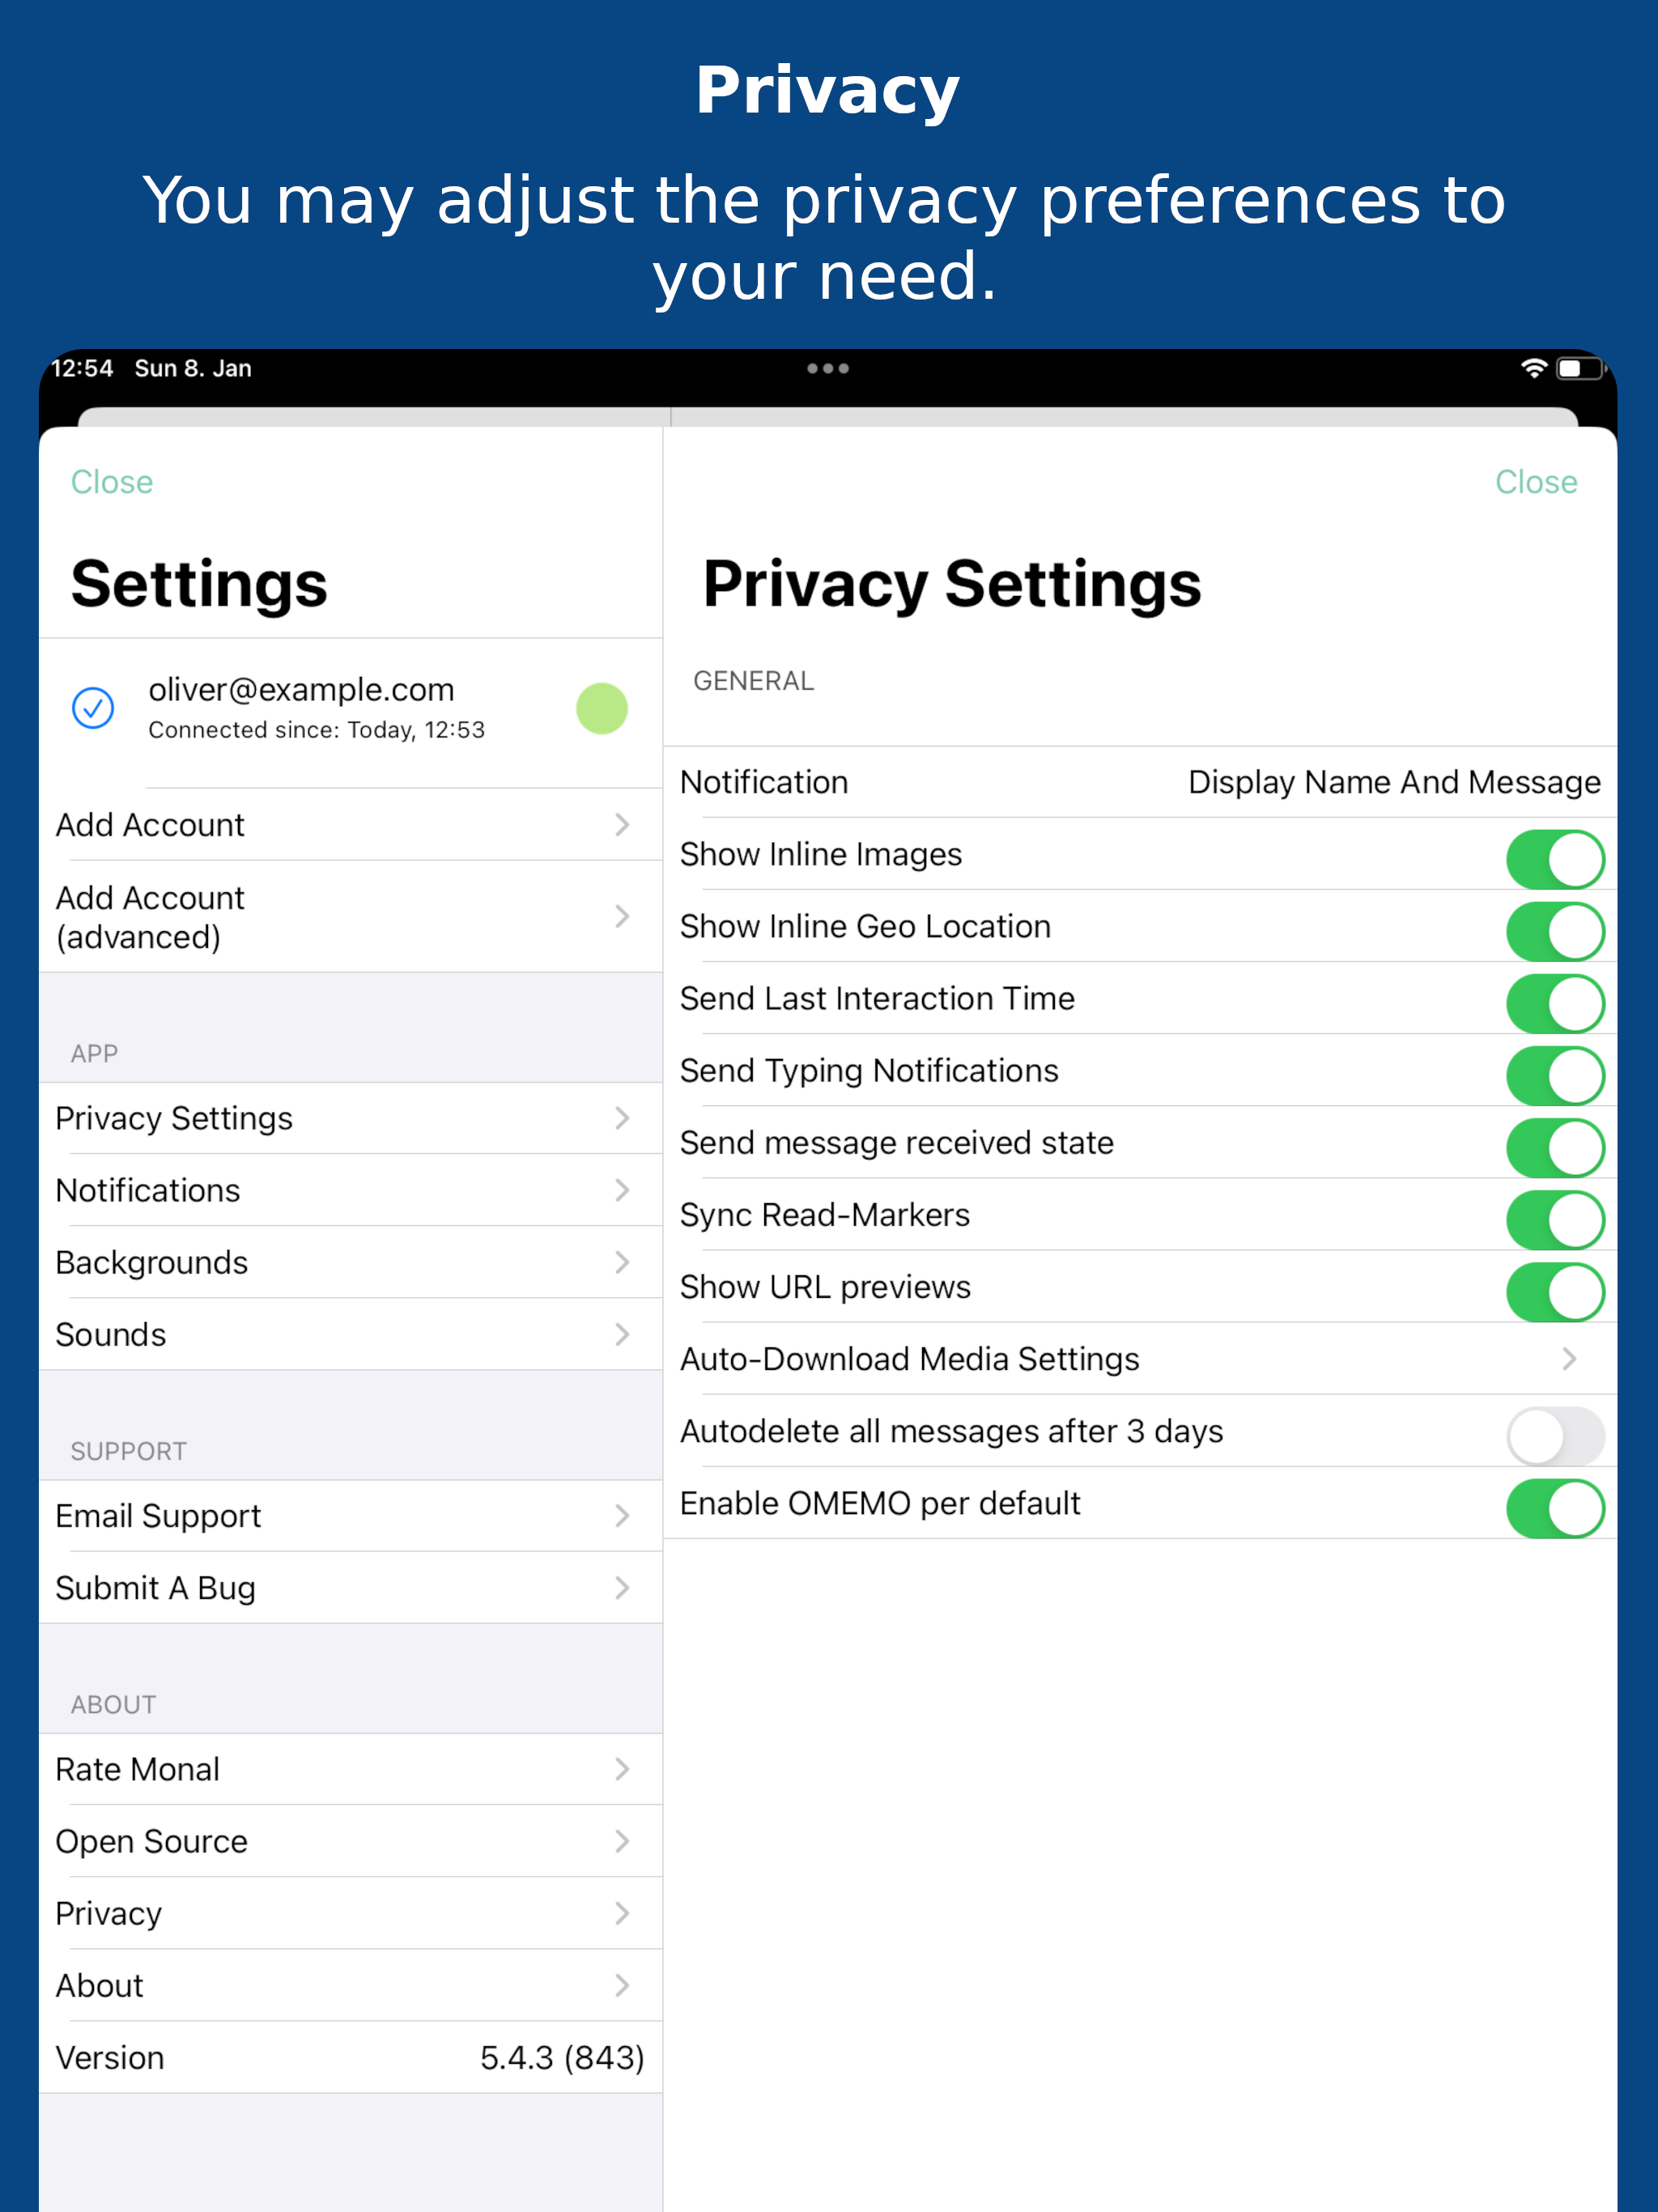 Privacy
You may adjust the privacy preferences to
your need.
12:54 Sun 8. Jan
Close
Settings
oliver@example.com
Connected since: Today, 12:53
Add Account
Add Account
(advanced)
APP
Privacy Settings
Notifications
Backgrounds
Sounds
SUPPORT
Email Support
Submit A Bug
ABOUT
Rate Monal
Open Source
Privacy
About
Version 5.4.3 (843)
Close
Privacy Settings
GENERAL
Notification Display Name And Message
Show Inline Images
Show Inline Geo Location
Send Last Interaction Time
Send Typing Notifications
Send message received state
Sync Read-Markers
Show URL previews
Auto-Download Media Settings
Autodelete all messages after 3 days
Enable OMEMO per default